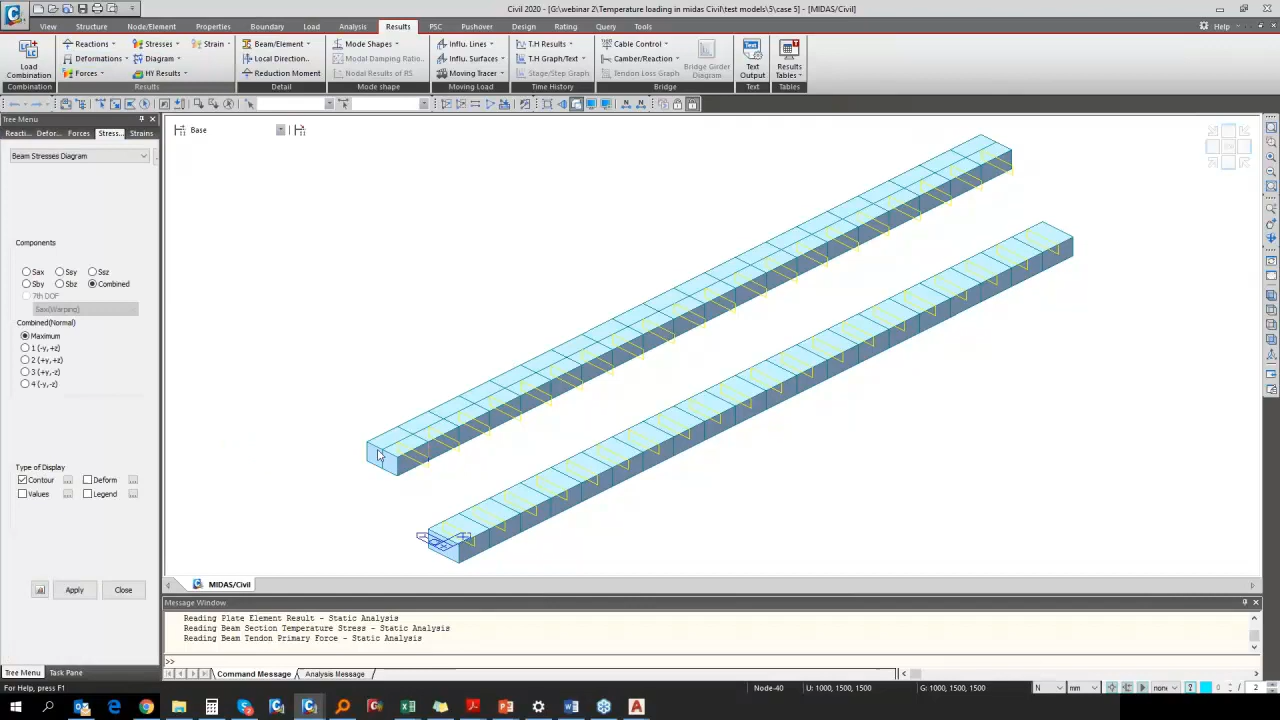 Civil 2020 - [G:\webinar 2\Temperature loading in midas Civil\test models\5\case 5] - [MIDAS/Civil]
View Structure Node/Element Properties Boundary Load Analysis Results PSC Pushover Design Rating Query Tools Help
Load Combination
Reactions Stresses Strain
Deformations Diagram
Forces HY Results
Beam/Element
Local Direction..
Reduction Moment
Mode Shapes
Modal Damping Ratio..
Nodal Results of RS
Influ. Lines
Influ. Surfaces
Moving Tracer
T.H Results
T.H Graph/Text
Stage/Step Graph
Cable Control
Camber/Reaction
Tendon Loss Graph
Bridge Girder Diagram
Text Output
Results Tables
Combination Results Detail Mode shape Moving Load Time History Bridge Text Tables
Tree Menu
Reacti... Defor... Forces Stress... Strains
Base
Beam Stresses Diagram
Components
Sax Ssy Ssz
Sby Sbz Combined
7th DOF
Sax(Warping)
Combined(Normal)
Maximum
1 (-y, +z)
2 (+y, +z)
3 (+y, -z)
4 (-y, -z)
Type of Display
Contour Deform
Values Legend
Apply Close
MIDAS/Civil
Message Window
Reading Plate Element Result - Static Analysis
Reading Beam Section Temperature Stress - Static Analysis
Reading Beam Tendon Primary Force - Static Analysis
>>
Tree Menu Task Pane
Command Message Analysis Message
For Help, press F1
Node-40 U: 1000, 1500, 1500 G: 1000, 1500, 1500 N mm none ? / 2